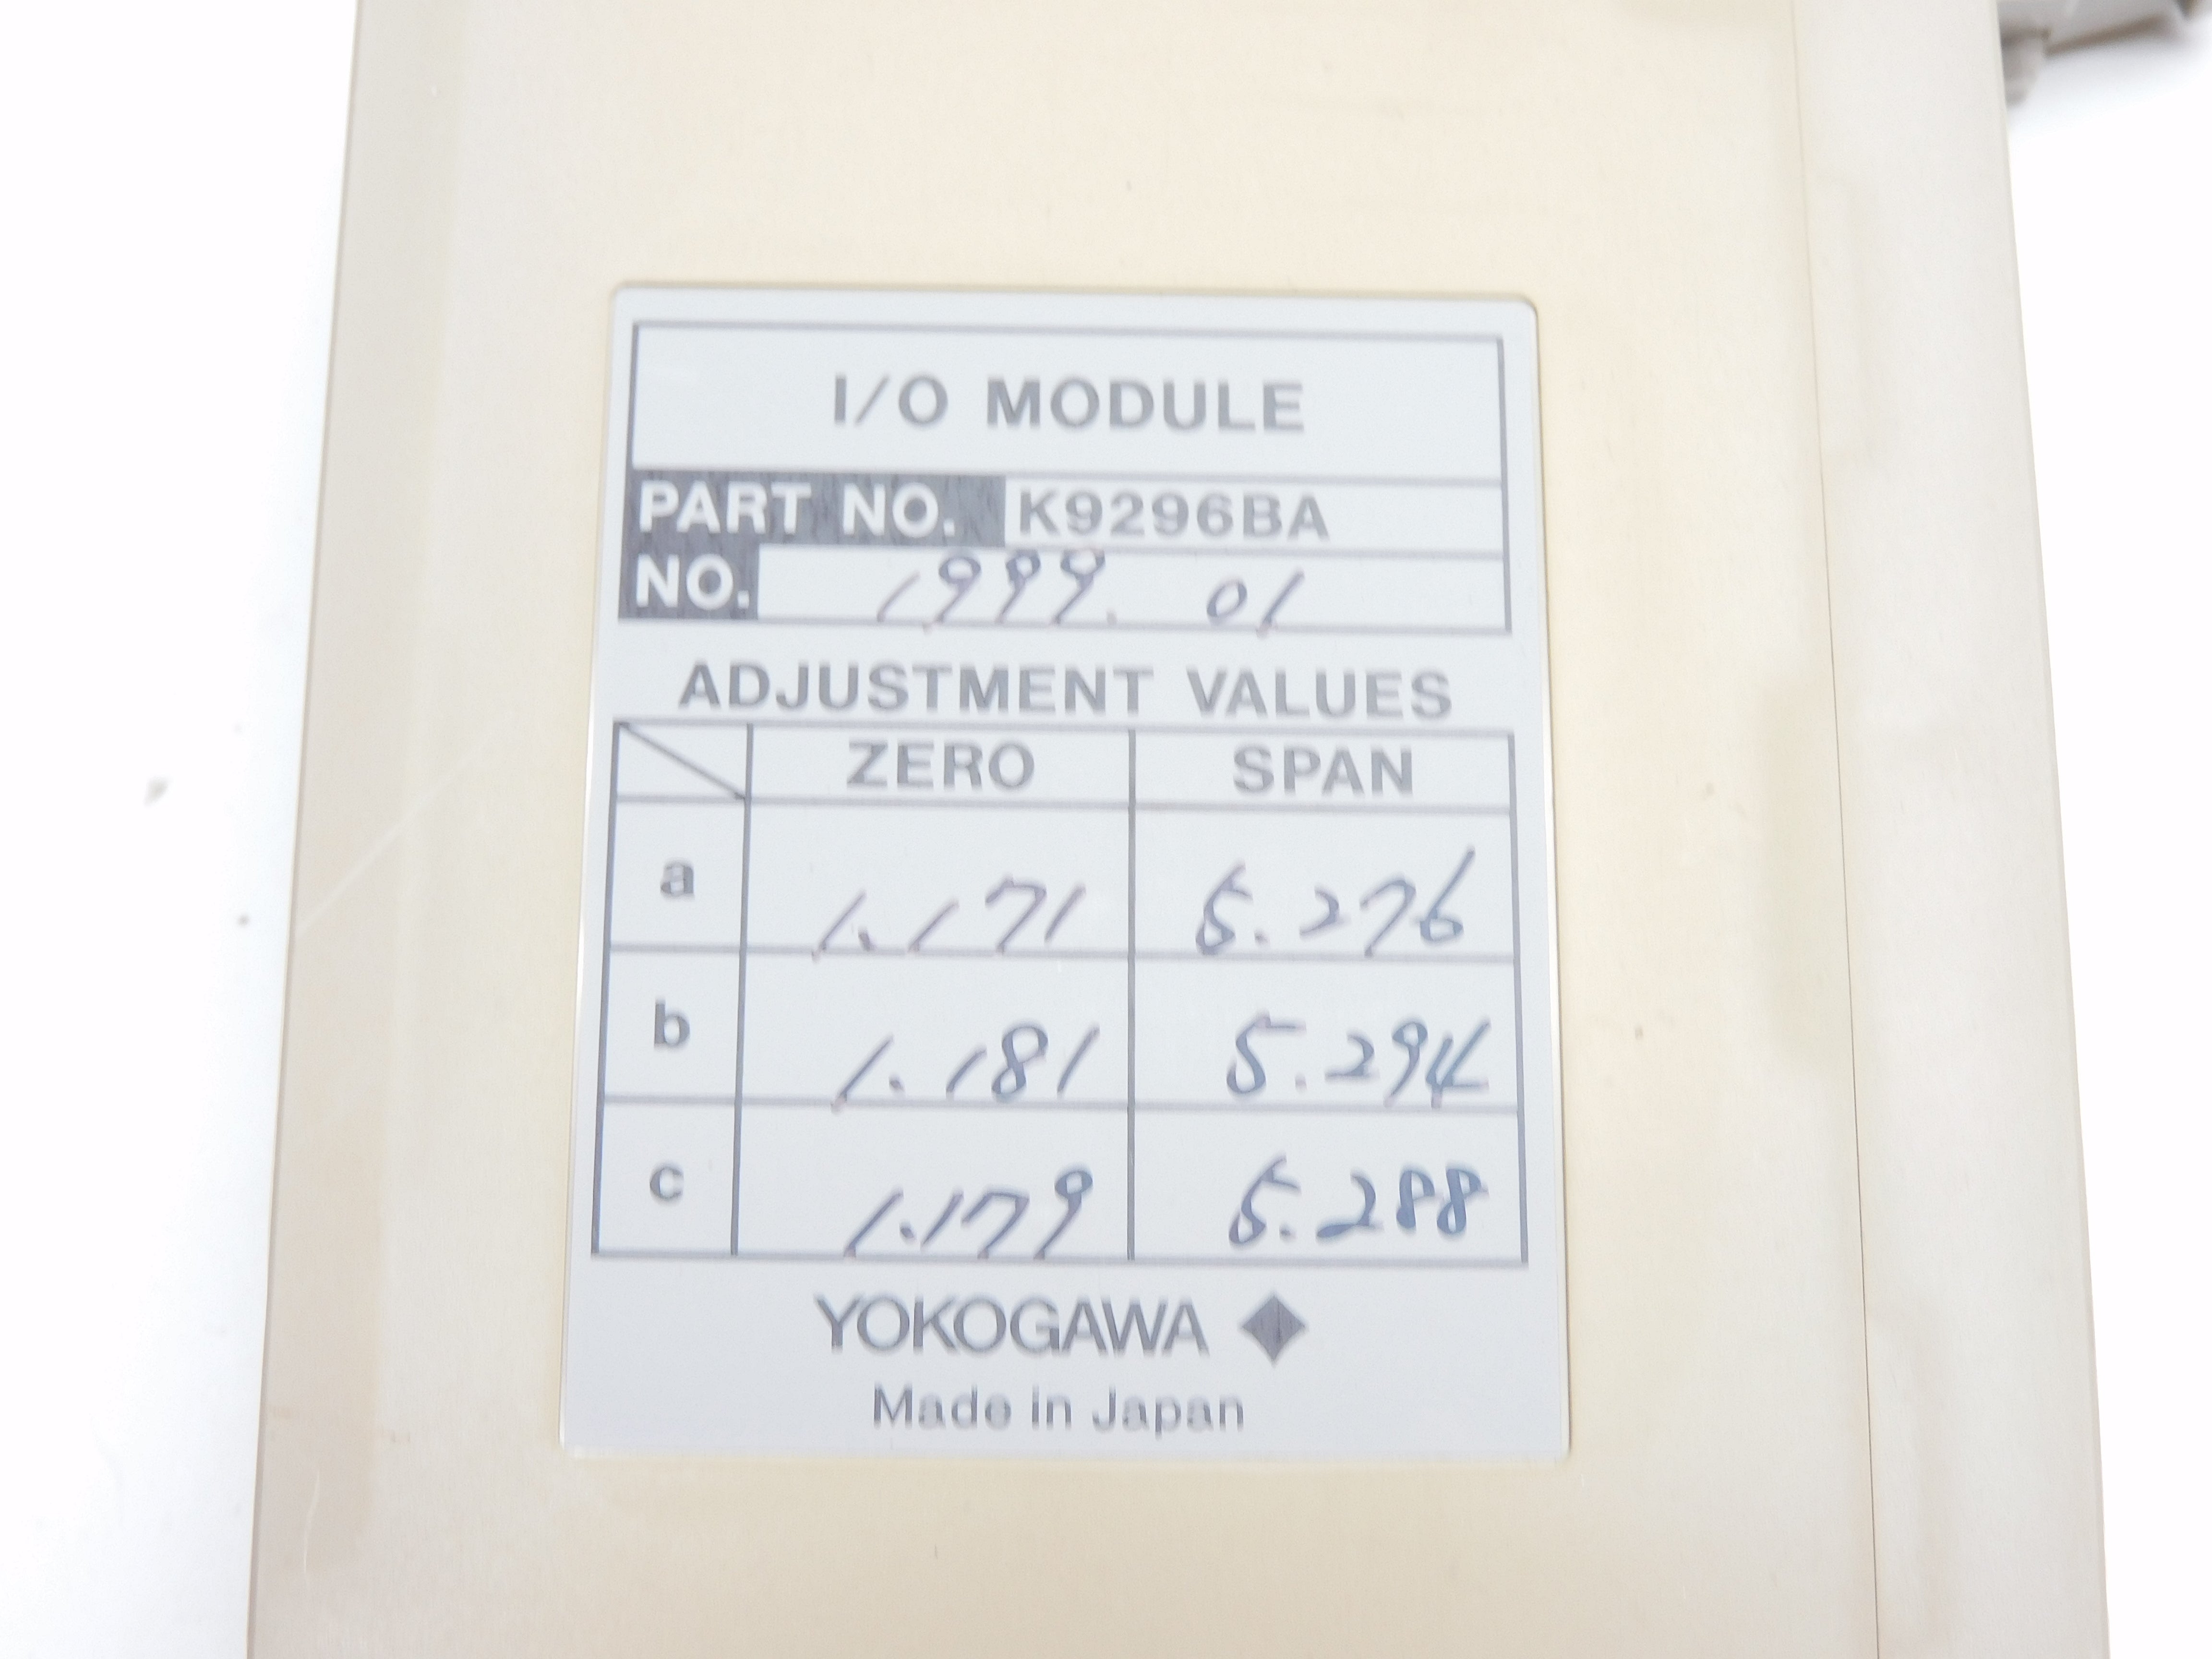 I/O MODULE
PART NO. K9296BA
NO. 1999. 01
ADJUSTMENT VALUES
ZERO SPAN
a 1.171 5.276
b 1.181 5.294
c 1.179 5.288
YOKOGAWA
Made in Japan